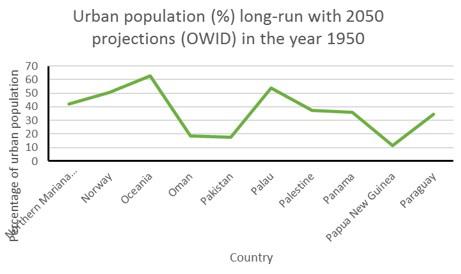 Urban population (%) long-run with 2050
projections (OWID) in the year 1950
Percentage of urban population
70
60
50
40
30
20
10
0
Northern Mariana...
Norway
Oceania
Oman
Pakistan
Palau
Palestine
Panama
Papua New Guinea
Paraguay
Country